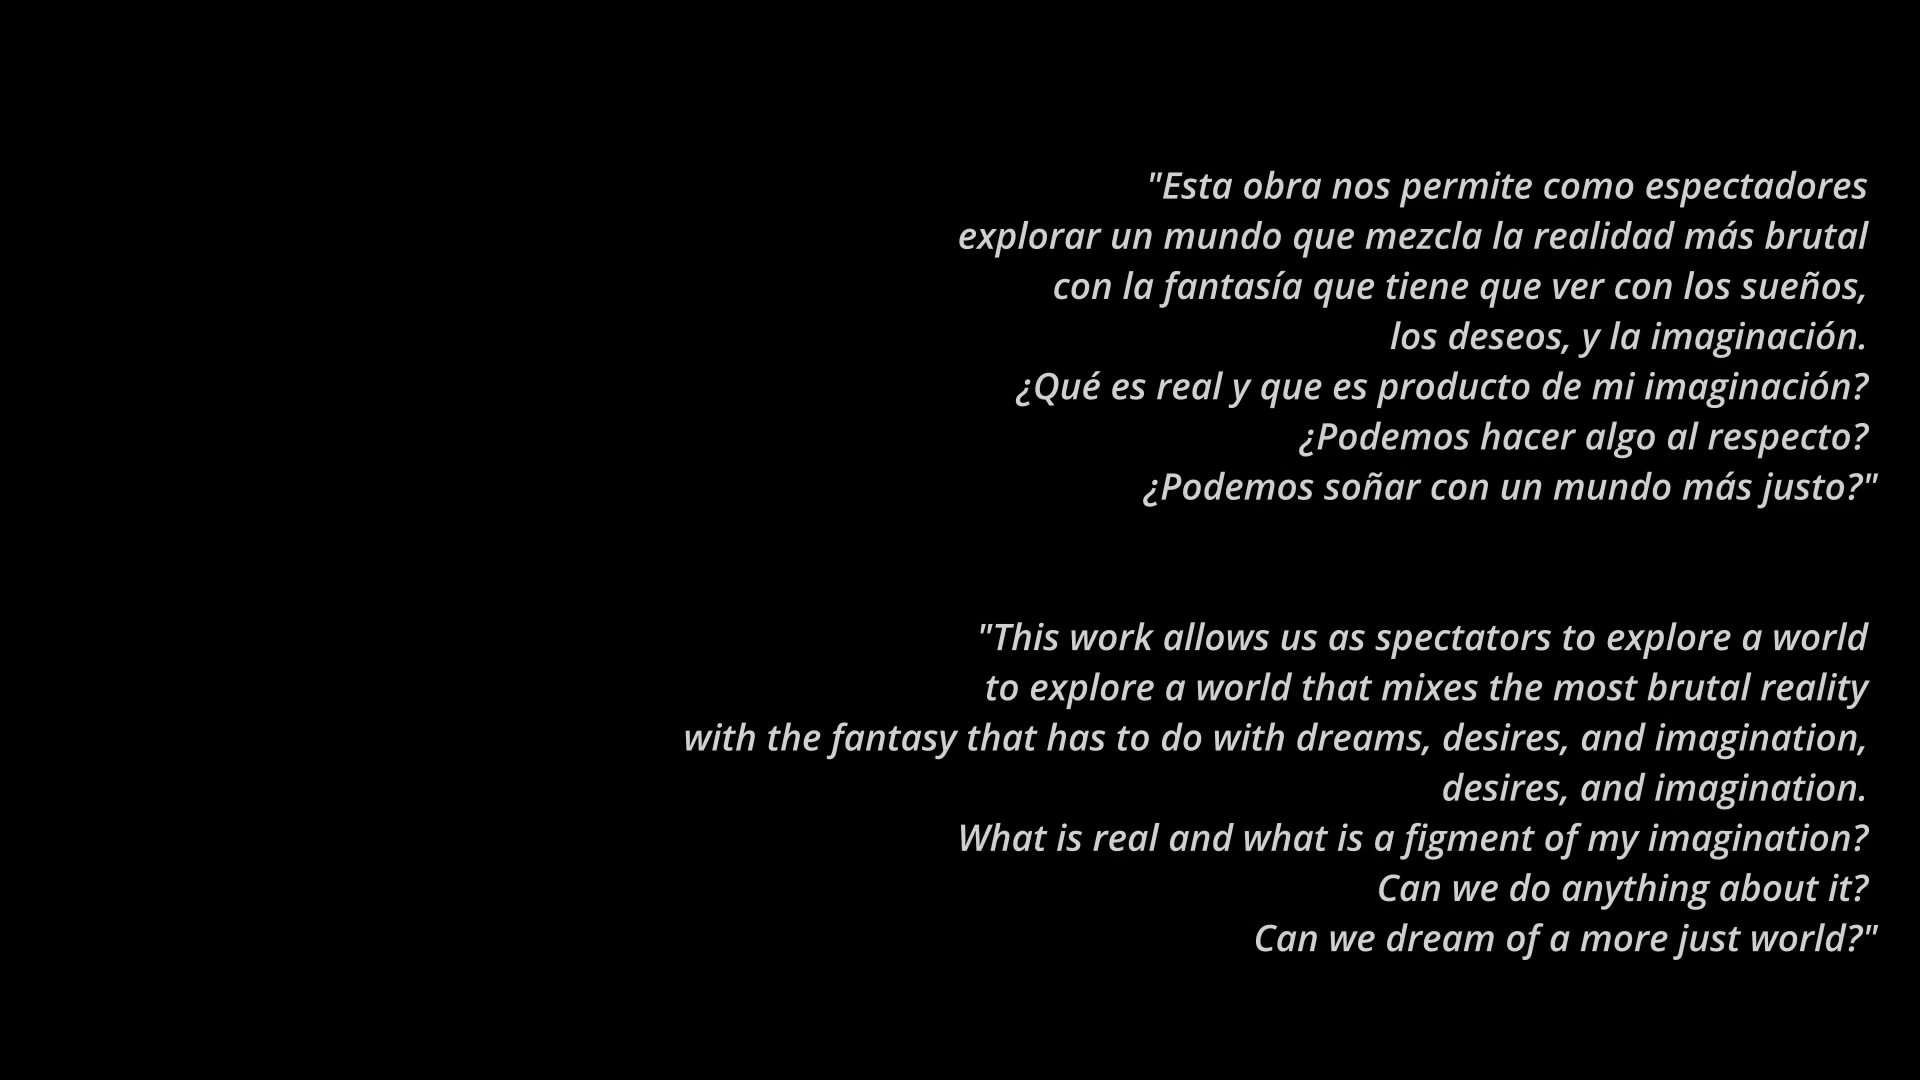 "Esta obra nos permite como espectadores
explorar un mundo que mezcla la realidad más brutal
con la fantasía que tiene que ver con los sueños,
los deseos, y la imaginación.
¿Qué es real y que es producto de mi imaginación?
¿Podemos hacer algo al respecto?
¿Podemos soñar con un mundo más justo?"
"This work allows us as spectators to explore a world
to explore a world that mixes the most brutal reality
with the fantasy that has to do with dreams, desires, and imagination,
desires, and imagination.
What is real and what is a figment of my imagination?
Can we do anything about it?
Can we dream of a more just world?"